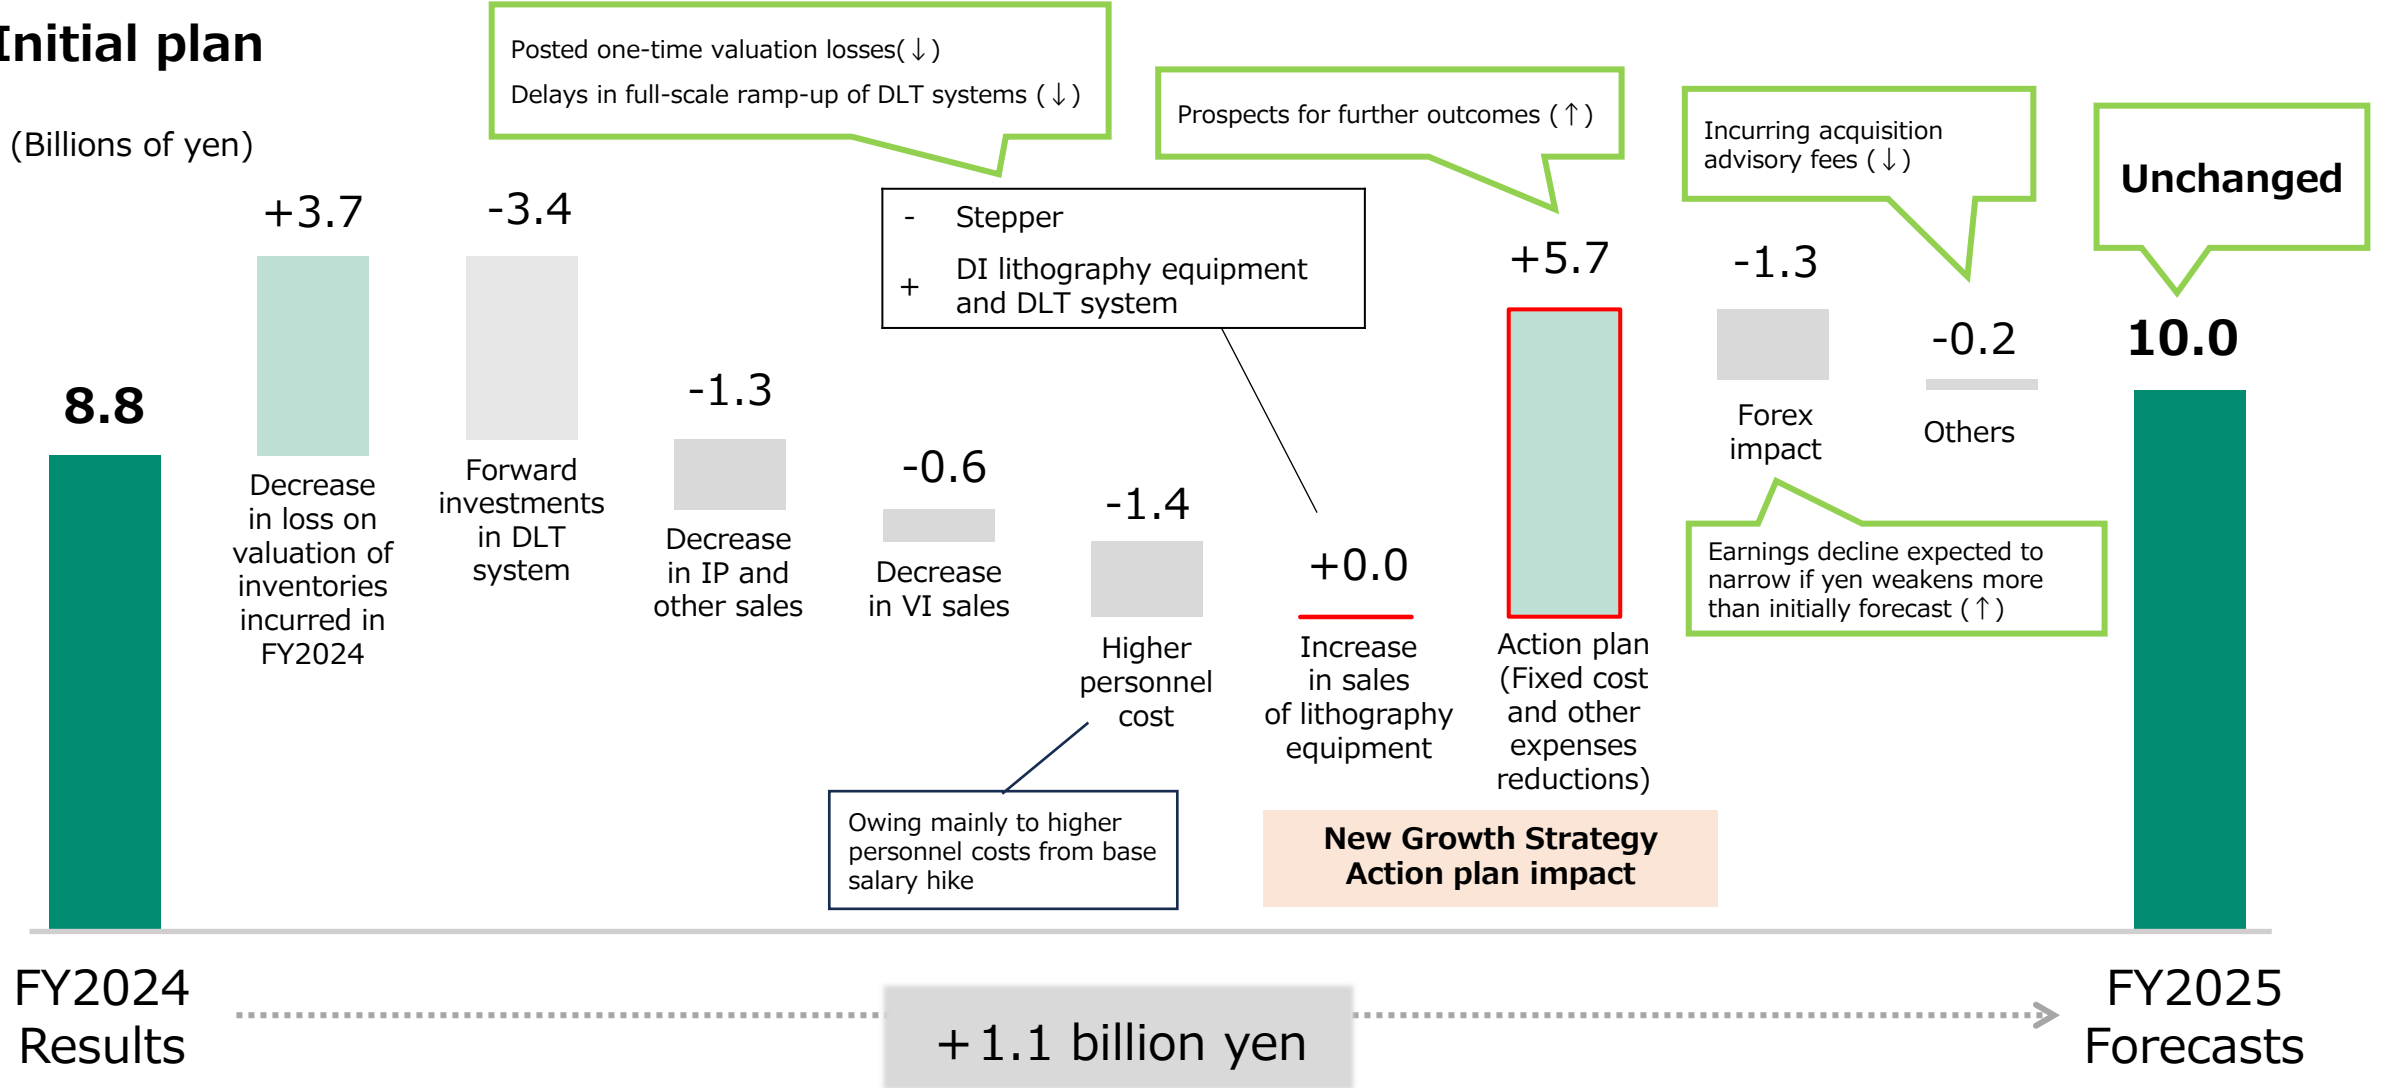 Initial plan
(Billions of yen)
Posted one-time valuation losses(↓)
Delays in full-scale ramp-up of DLT systems (↓)
Prospects for further outcomes (↑)
Incurring acquisition
advisory fees (↓)
Unchanged
- Stepper
+ DI lithography equipment
and DLT system
8.8
+3.7
Decrease
in loss on
valuation of
inventories
incurred in
FY2024
-3.4
Forward
investments
in DLT
system
-1.3
Decrease
in IP and
other sales
-0.6
Decrease
in VI sales
-1.4
Higher
personnel
cost
+0.0
Increase
in sales
of lithography
equipment
+5.7
Action plan
(Fixed cost
and other
expenses
reductions)
-1.3
Forex
impact
-0.2
Others
10.0
Earnings decline expected to
narrow if yen weakens more
than initially forecast (↑)
Owing mainly to higher
personnel costs from base
salary hike
New Growth Strategy
Action plan impact
FY2024
Results
+1.1 billion yen
FY2025
Forecasts